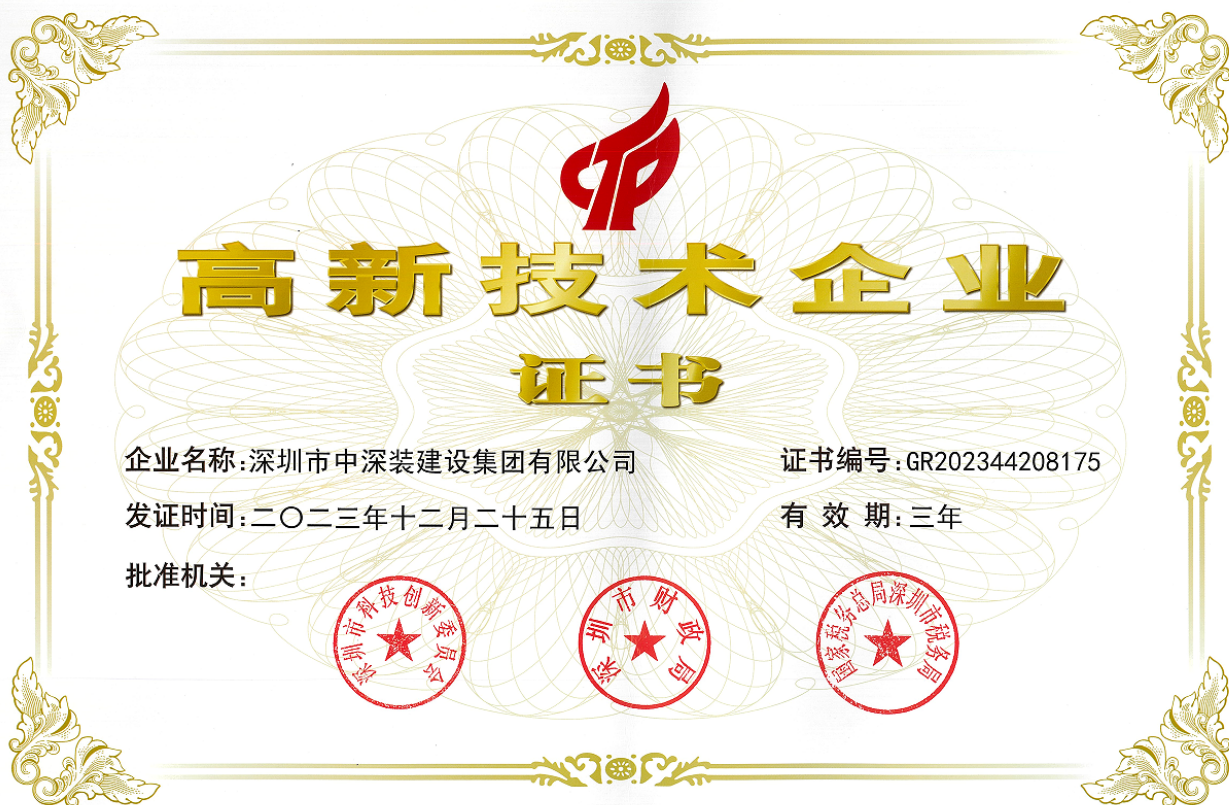 高新技术企业
证书
企业名称:深圳市中深装建设集团有限公司
证书编号:GR202344208175
发证时间:二〇二三年十二月二十五日
有效期:三年
批准机关:
深圳市科技创新委员会
深圳市财政局
国家税务总局深圳市税务局